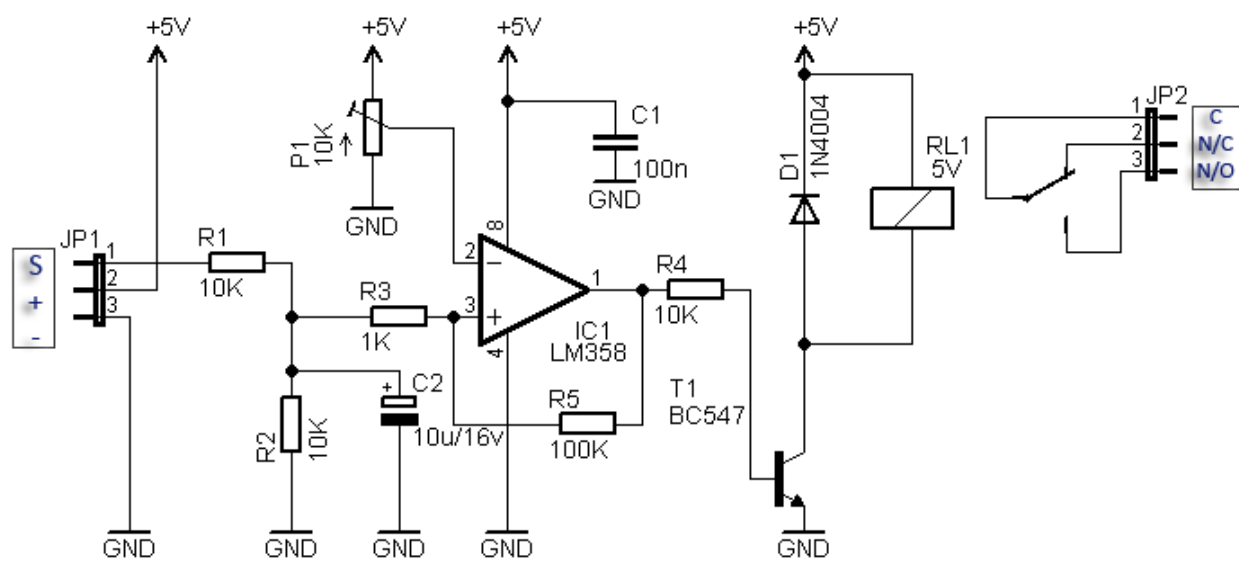 +5V
+5V
+5V
+5V
JP1
S
+
-
1
2
3
R1
10K
R2
10K
GND
GND
P1
10K
GND
R3
1K
C2
+
10u/16v
GND
C1
100n
GND
8
2
3
4
1
−
+
IC1
LM358
GND
R5
100K
R4
10K
T1
BC547
GND
D1
1N4004
RL1
5V
JP2
1
2
3
C
N/C
N/O